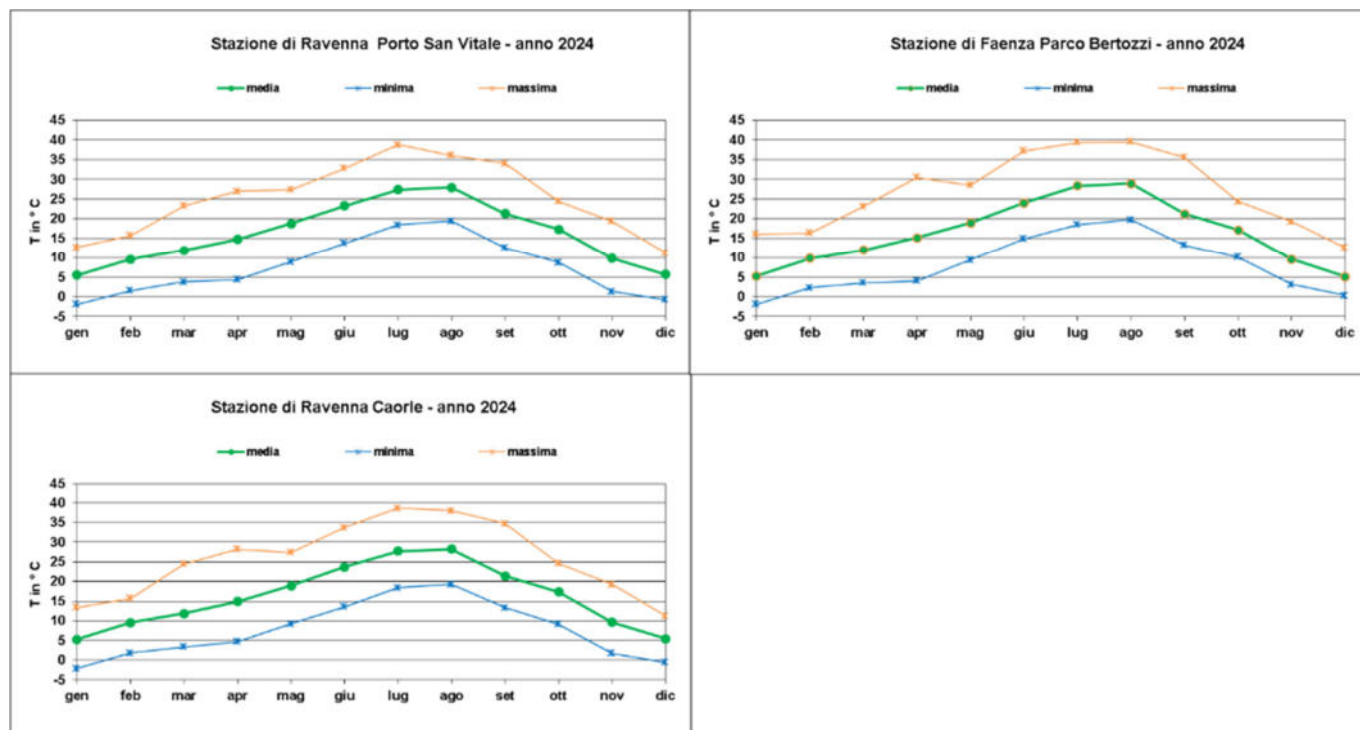 Stazione di Ravenna Porto San Vitale - anno 2024
media minima massima
45
40
35
30
25
20
15
10
5
0
-5
T in ° C
gen feb mar apr mag giu lug ago set ott nov dic
Stazione di Faenza Parco Bertozzi - anno 2024
media minima massima
45
40
35
30
25
20
15
10
5
0
-5
T in ° C
gen feb mar apr mag giu lug ago set ott nov dic
Stazione di Ravenna Caorle - anno 2024
media minima massima
45
40
35
30
25
20
15
10
5
0
-5
T in ° C
gen feb mar apr mag giu lug ago set ott nov dic